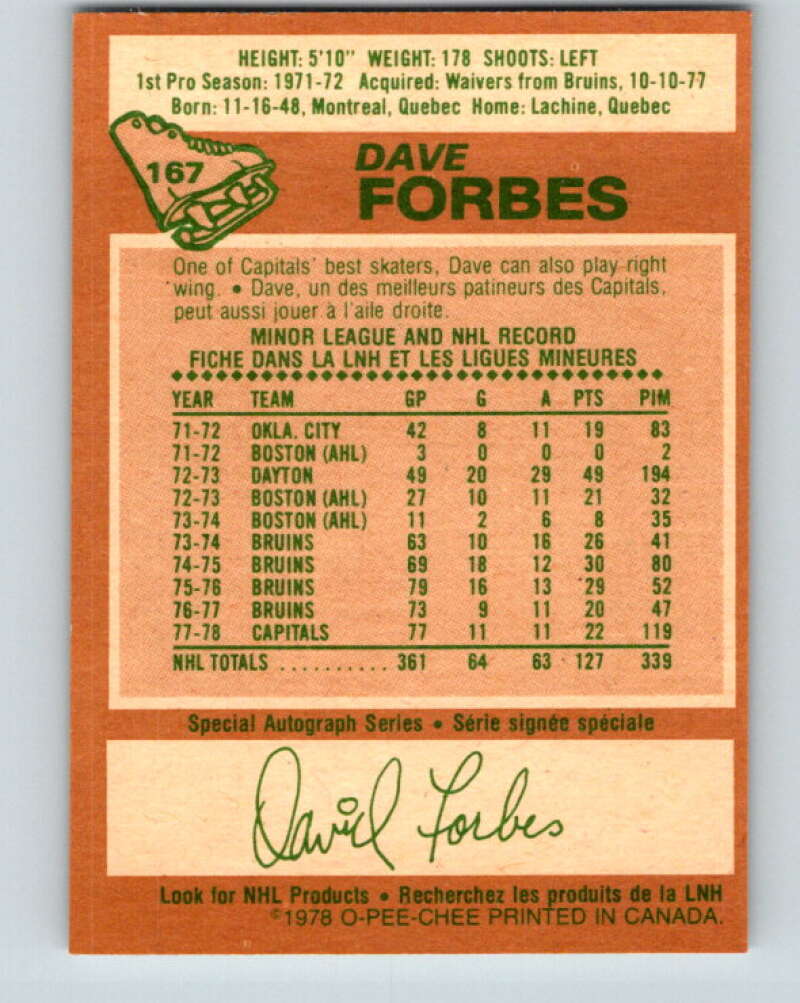 HEIGHT: 5'10" WEIGHT: 178 SHOOTS: LEFT
1st Pro Season: 1971-72 Acquired: Waivers from Bruins, 10-10-77
Born: 11-16-48, Montreal, Quebec Home: Lachine, Quebec
167
DAVE
FORBES
One of Capitals' best skaters, Dave can also play right
wing. • Dave, un des meilleurs patineurs des Capitals,
peut aussi jouer à l'aile droite.
MINOR LEAGUE AND NHL RECORD
FICHE DANS LA LNH ET LES LIGUES MINEURES
YEAR TEAM GP G A PTS PIM
71-72 OKLA. CITY 42 8 11 19 83
71-72 BOSTON (AHL) 3 0 0 0 2
72-73 DAYTON 49 20 29 49 194
72-73 BOSTON (AHL) 27 10 11 21 32
73-74 BOSTON (AHL) 11 2 6 8 35
73-74 BRUINS 63 10 16 26 41
74-75 BRUINS 69 18 12 30 80
75-76 BRUINS 79 16 13 29 52
76-77 BRUINS 73 9 11 20 47
77-78 CAPITALS 77 11 11 22 119
NHL TOTALS .......... 361 64 63 127 339
Special Autograph Series • Série signée spéciale
David Forbes
Look for NHL Products • Recherchez les produits de la LNH
©1978 O-PEE-CHEE PRINTED IN CANADA.